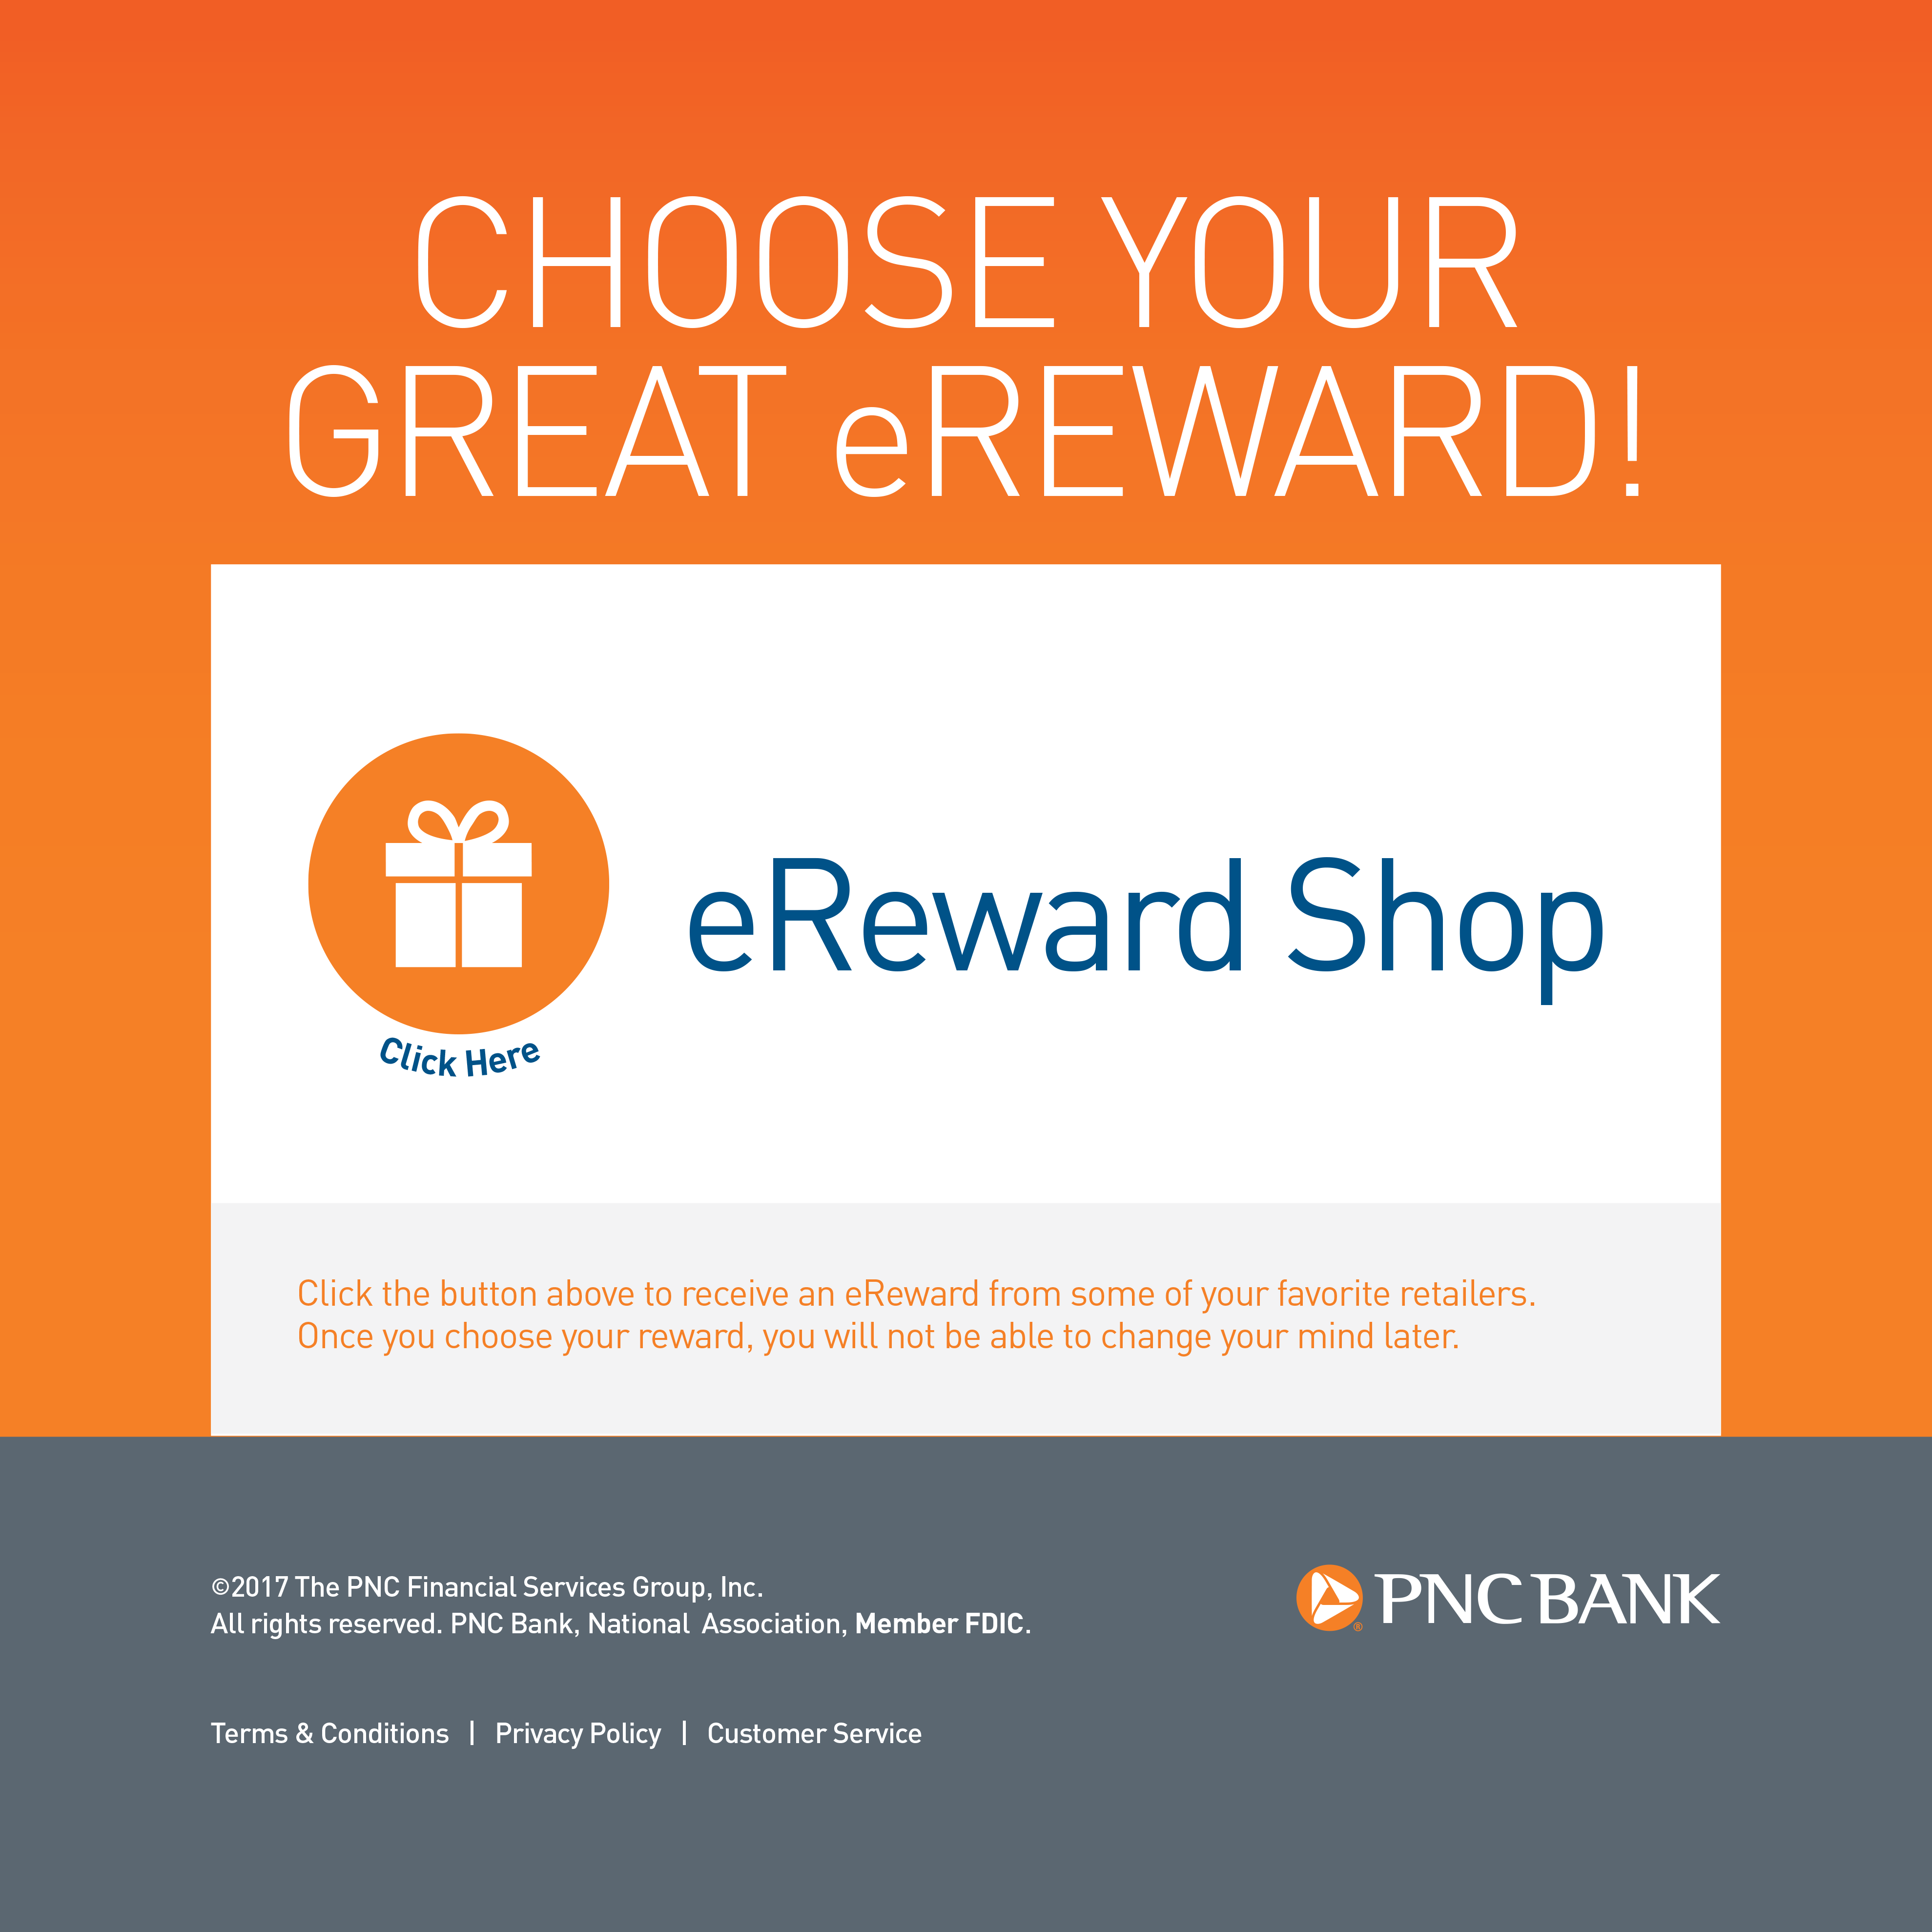 CHOOSE YOUR
GREAT eREWARD!
eReward Shop
Click Here
Click the button above to receive an eReward from some of your favorite retailers.
Once you choose your reward, you will not be able to change your mind later.
©2017 The PNC Financial Services Group, Inc.
All rights reserved. PNC Bank, National Association, Member FDIC.
® PNC BANK
Terms & Conditions | Privacy Policy | Customer Service